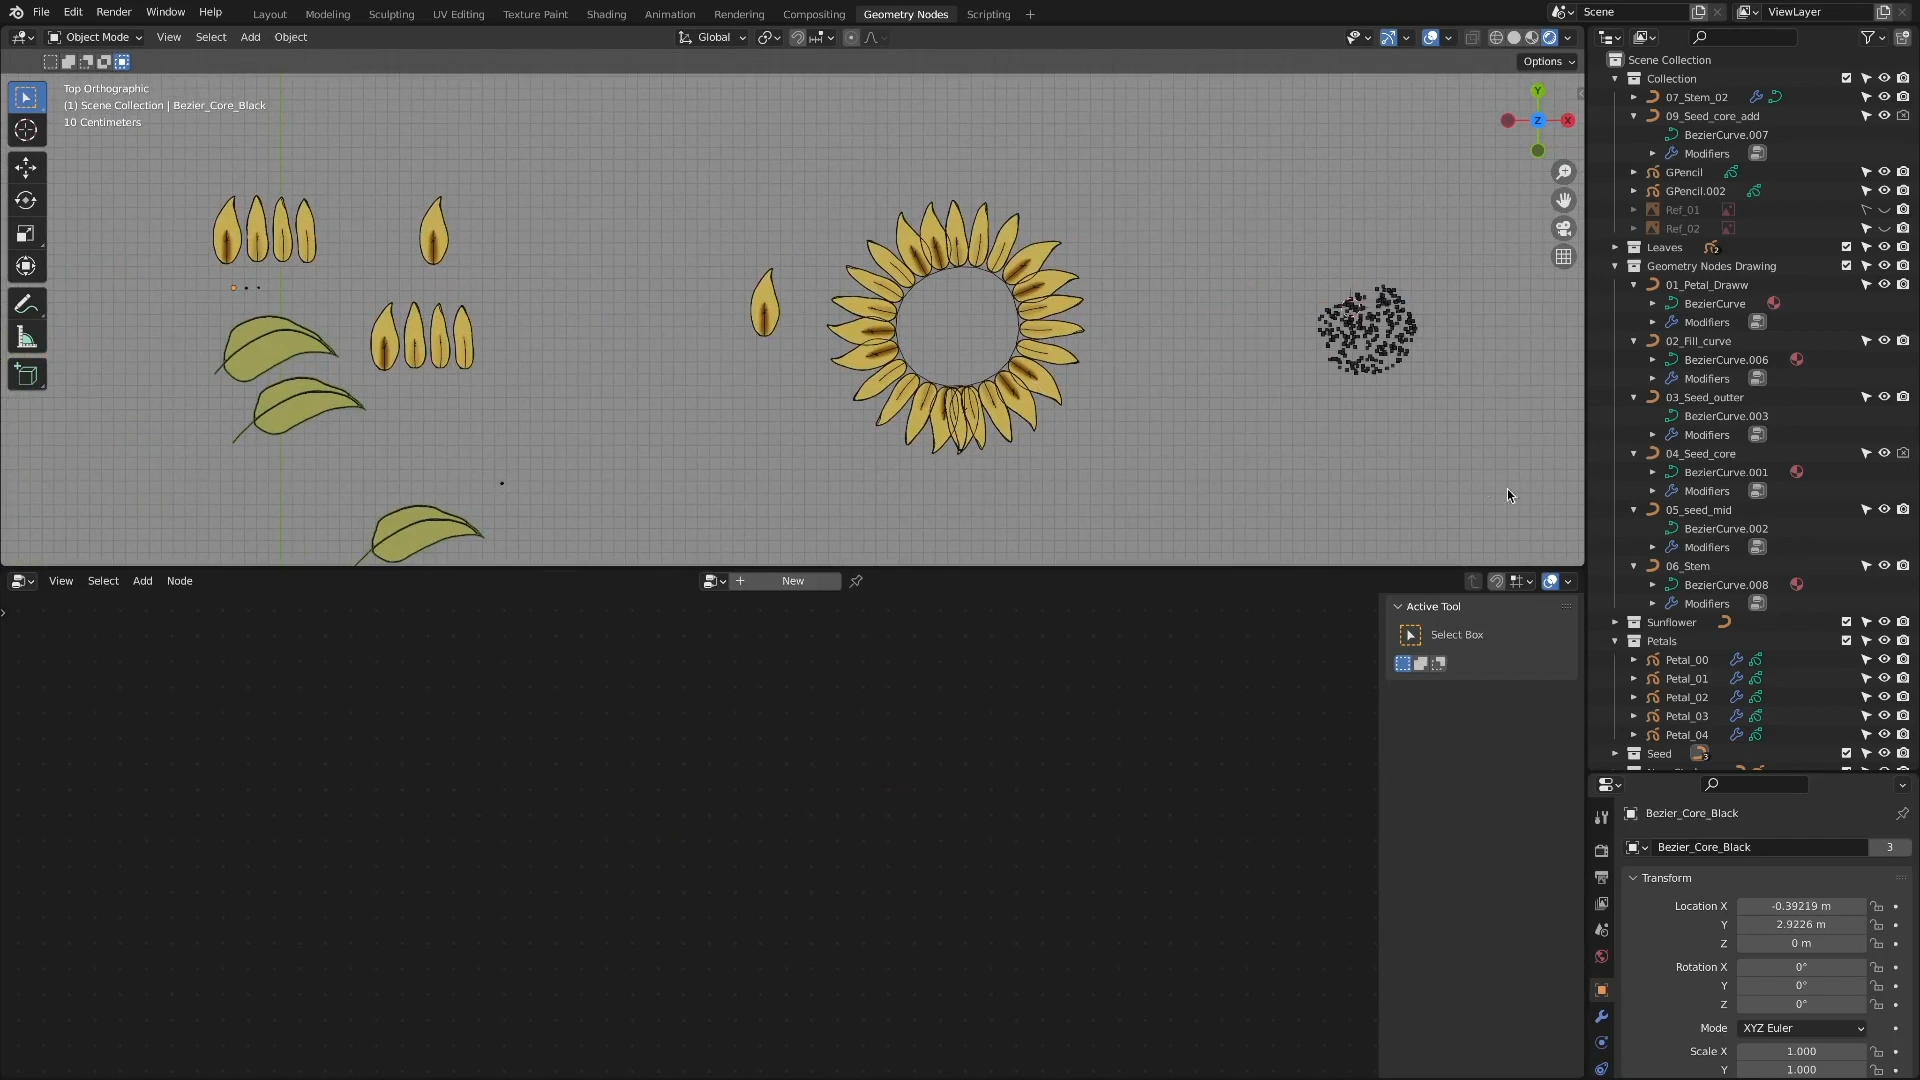 File Edit Render Window Help Layout Modeling Sculpting UV Editing Texture Paint Shading Animation Rendering Compositing Geometry Nodes Scripting + Scene ViewLayer
Object Mode View Select Add Object Global
Options
Top Orthographic
(1) Scene Collection | Bezier_Core_Black
10 Centimeters
Y
Z
X
View Select Add Node + New
Active Tool
Select Box
Scene Collection
Collection
07_Stem_02
09_Seed_core_add
BezierCurve.007
Modifiers
GPencil
GPencil.002
Ref_01
Ref_02
Leaves 2
Geometry Nodes Drawing
01_Petal_Draww
BezierCurve
Modifiers
02_Fill_curve
BezierCurve.006
Modifiers
03_Seed_outter
BezierCurve.003
Modifiers
04_Seed_core
BezierCurve.001
Modifiers
05_seed_mid
BezierCurve.002
Modifiers
06_Stem
BezierCurve.008
Modifiers
Sunflower
Petals
Petal_00
Petal_01
Petal_02
Petal_03
Petal_04
Seed 3
Bezier_Core_Black
Bezier_Core_Black 3
Transform
Location X -0.39219 m
Y 2.9226 m
Z 0 m
Rotation X 0°
Y 0°
Z 0°
Mode XYZ Euler
Scale X 1.000
Y 1.000